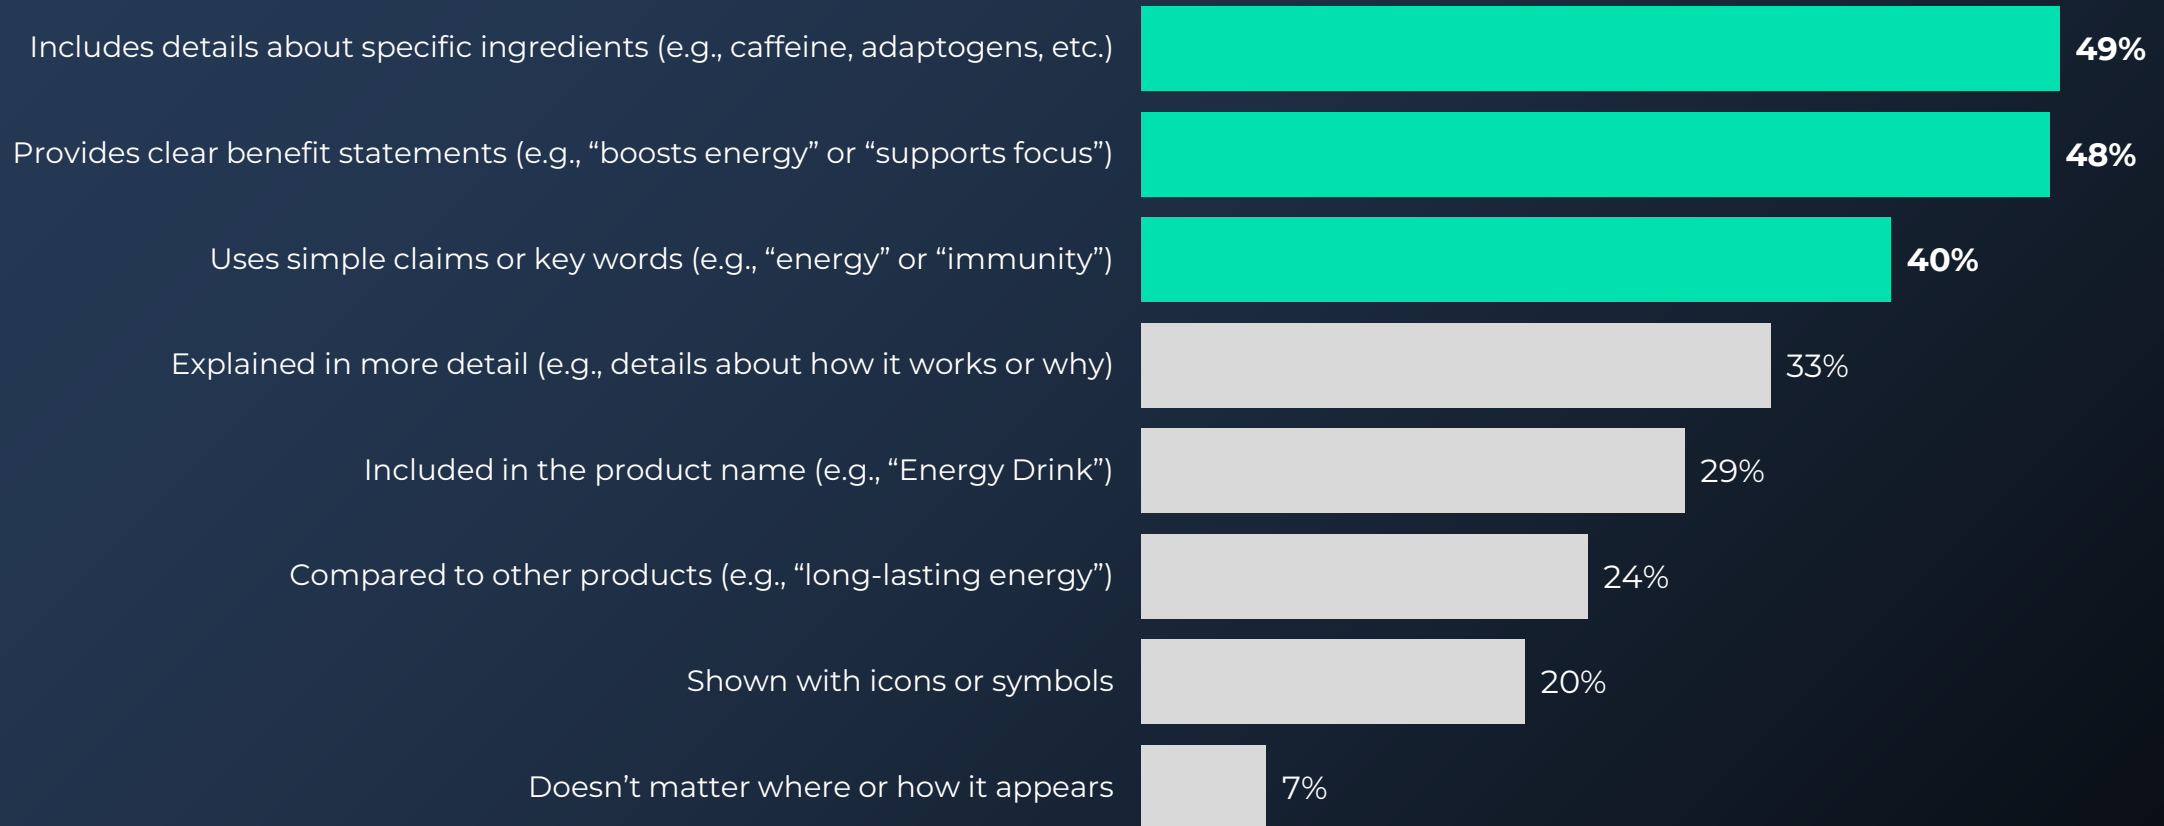 Includes details about specific ingredients (e.g., caffeine, adaptogens, etc.) 49%
Provides clear benefit statements (e.g., “boosts energy” or “supports focus”) 48%
Uses simple claims or key words (e.g., “energy” or “immunity”) 40%
Explained in more detail (e.g., details about how it works or why) 33%
Included in the product name (e.g., “Energy Drink”) 29%
Compared to other products (e.g., “long-lasting energy”) 24%
Shown with icons or symbols 20%
Doesn’t matter where or how it appears 7%